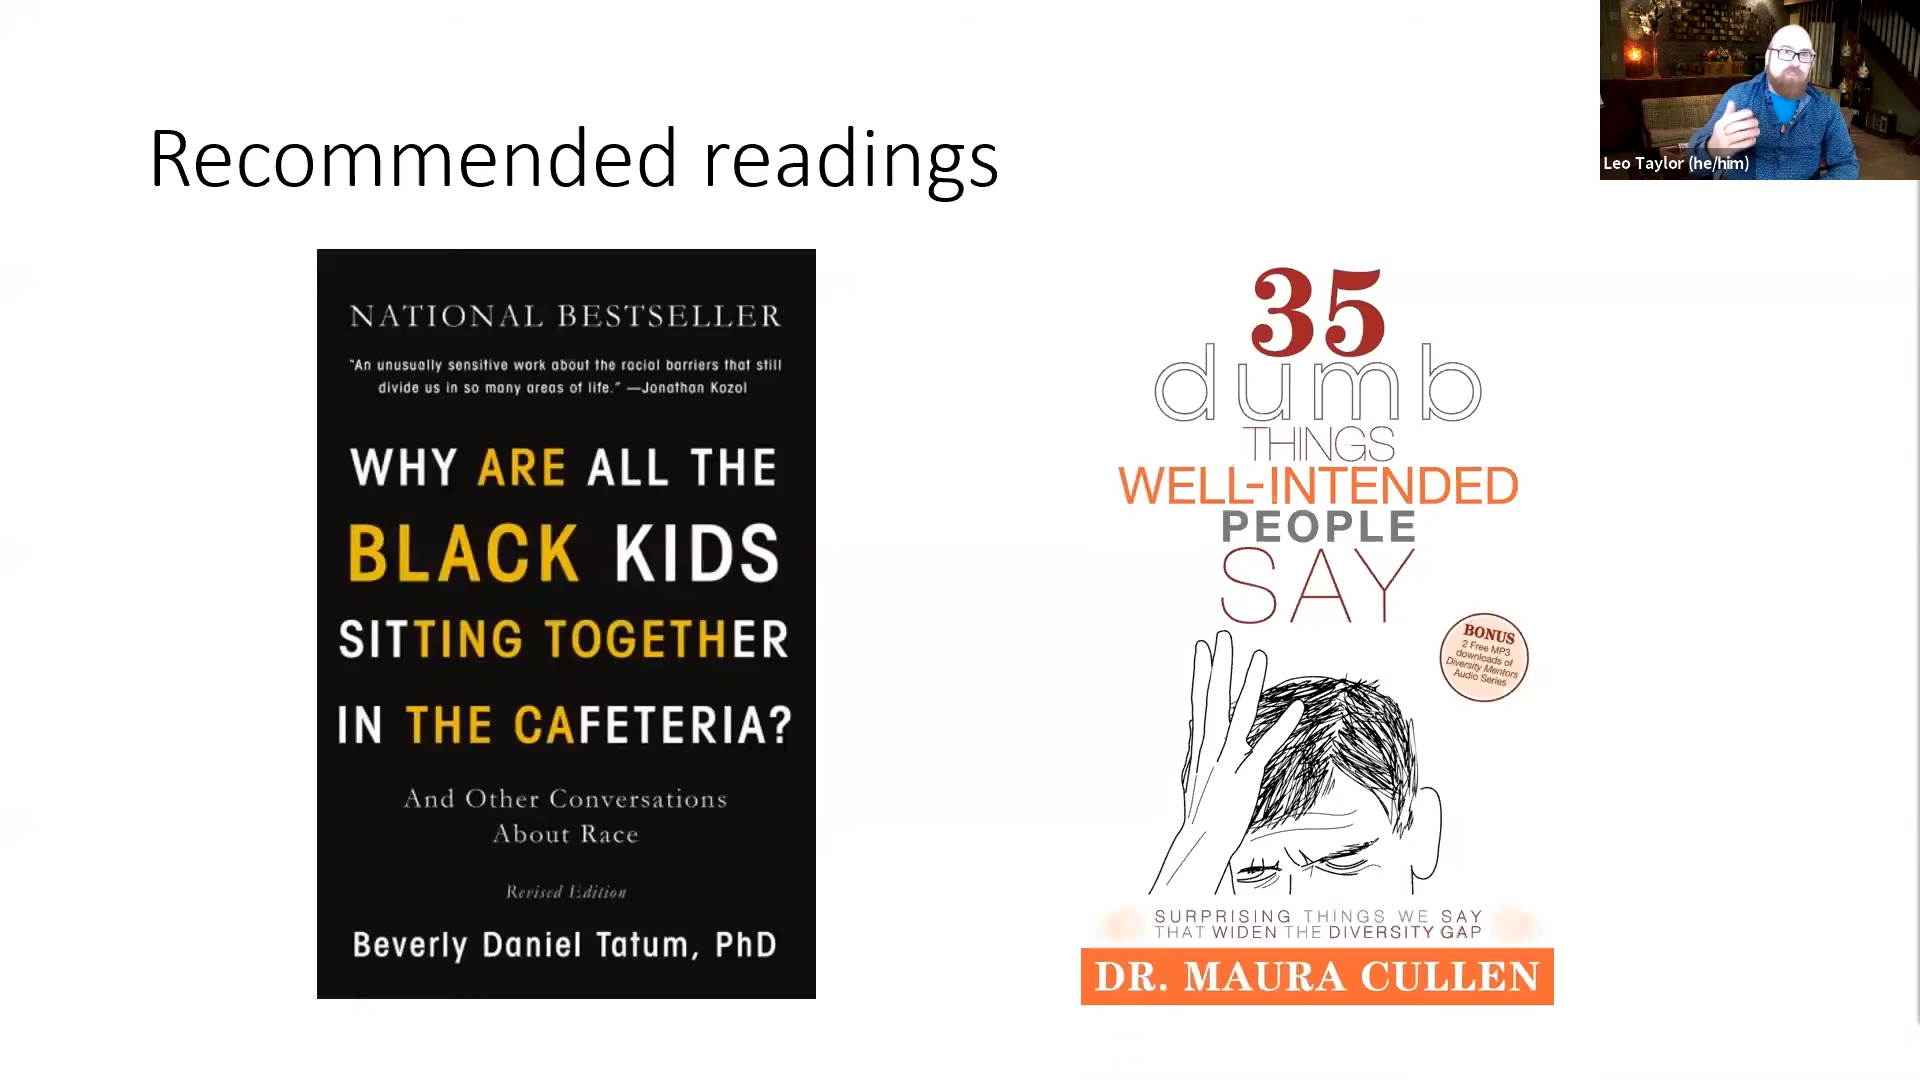 Recommended readings
Leo Taylor (he/him)
NATIONAL BESTSELLER
"An unusually sensitive work about the racial barriers that still
divide us in so many areas of life." —Jonathan Kozol
WHY ARE ALL THE
BLACK KIDS
SITTING TOGETHER
IN THE CAFETERIA?
And Other Conversations
About Race
Revised Edition
Beverly Daniel Tatum, PhD
35
dumb
THINGS
WELL-INTENDED
PEOPLE
SAY
BONUS
2 Free MP3
downloads of
Diversity Mentors
Audio Series
SURPRISING THINGS WE SAY
THAT WIDEN THE DIVERSITY GAP
DR. MAURA CULLEN